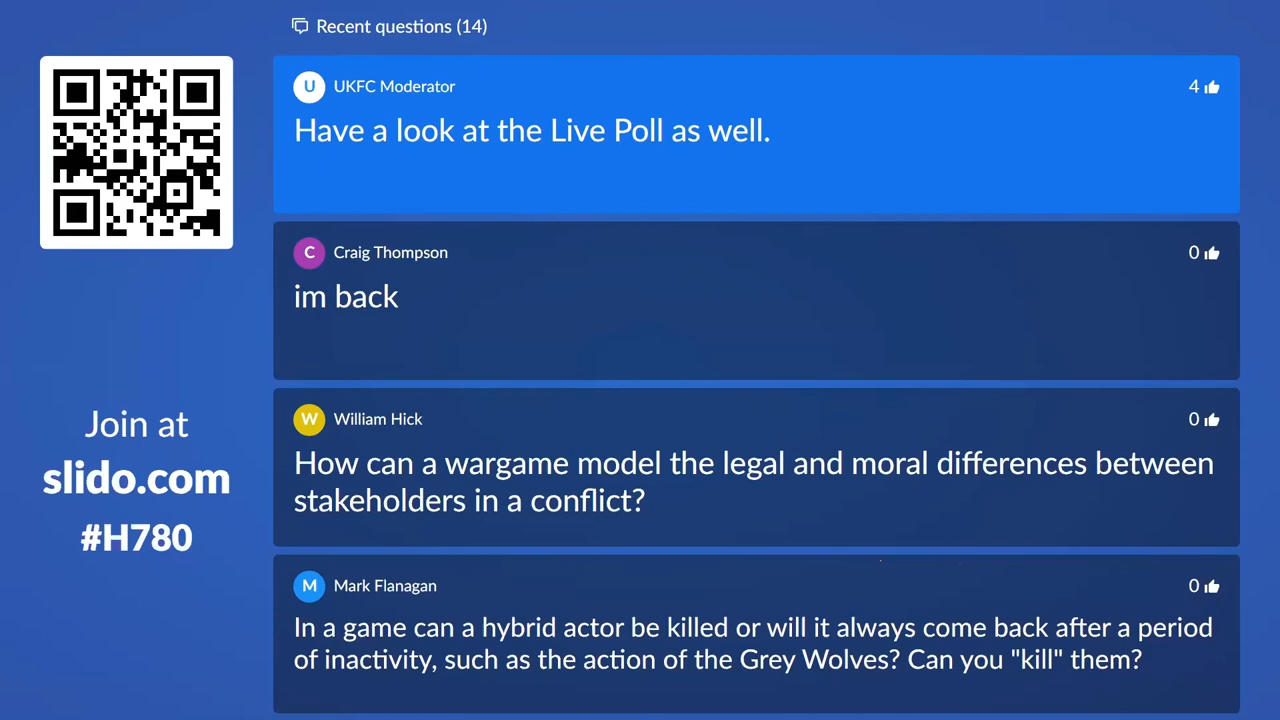 Recent questions (14)
U UKFC Moderator 4
Have a look at the Live Poll as well.
C Craig Thompson 0
im back
W William Hick 0
How can a wargame model the legal and moral differences between
stakeholders in a conflict?
M Mark Flanagan 0
In a game can a hybrid actor be killed or will it always come back after a period
of inactivity, such as the action of the Grey Wolves? Can you "kill" them?
Join at
slido.com
#H780